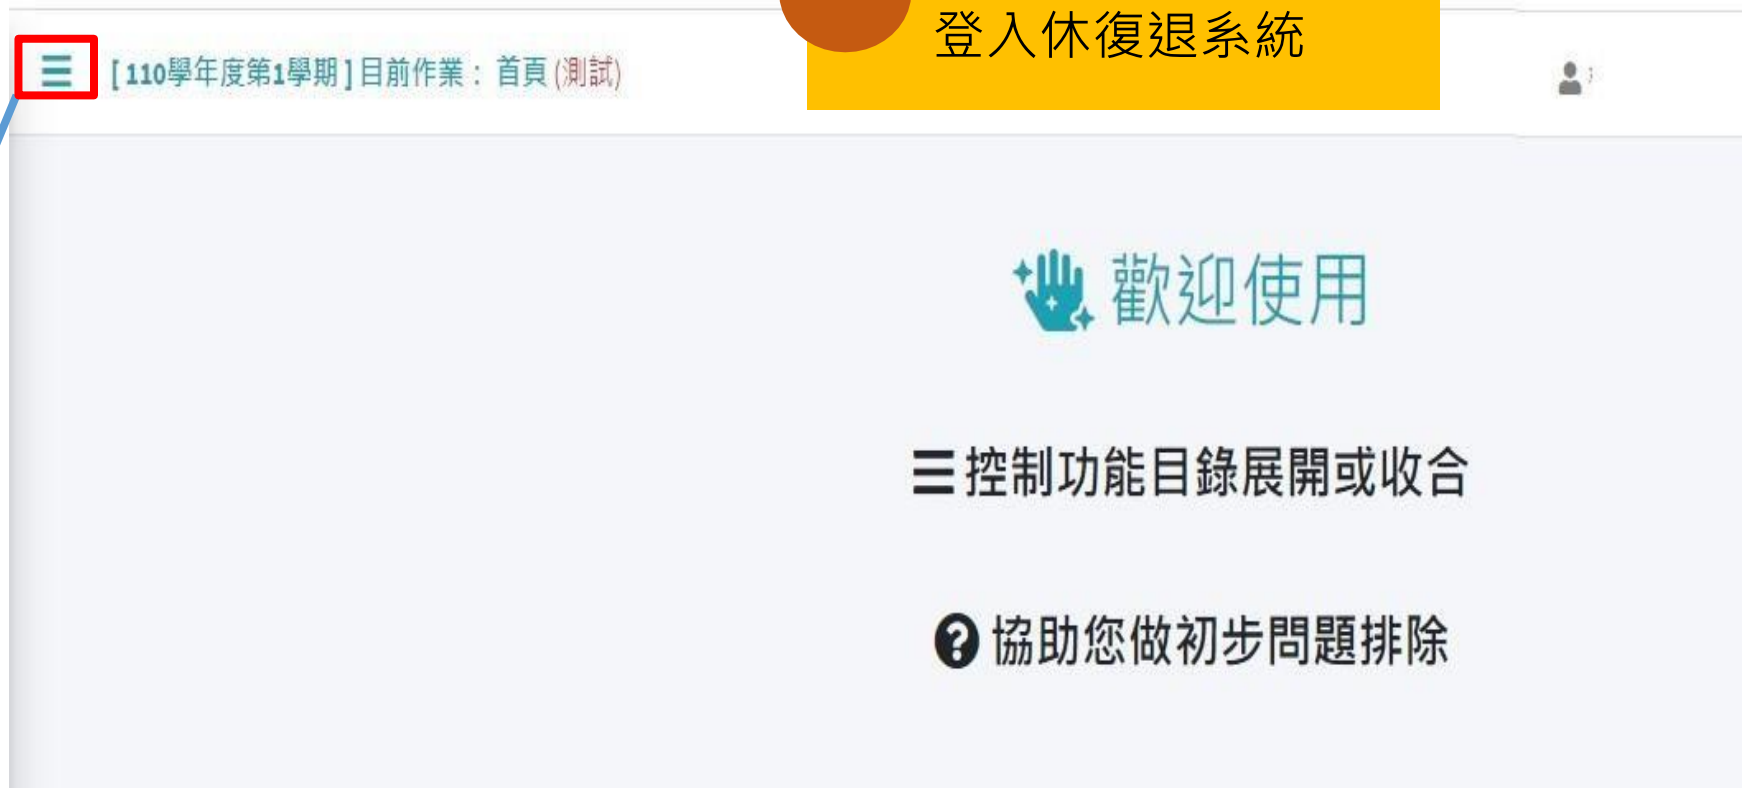 登入休復退系統
[ 110學年度第1學期 ] 目前作業： 首頁 (測試)
歡迎使用
控制功能目錄展開或收合
協助您做初步問題排除